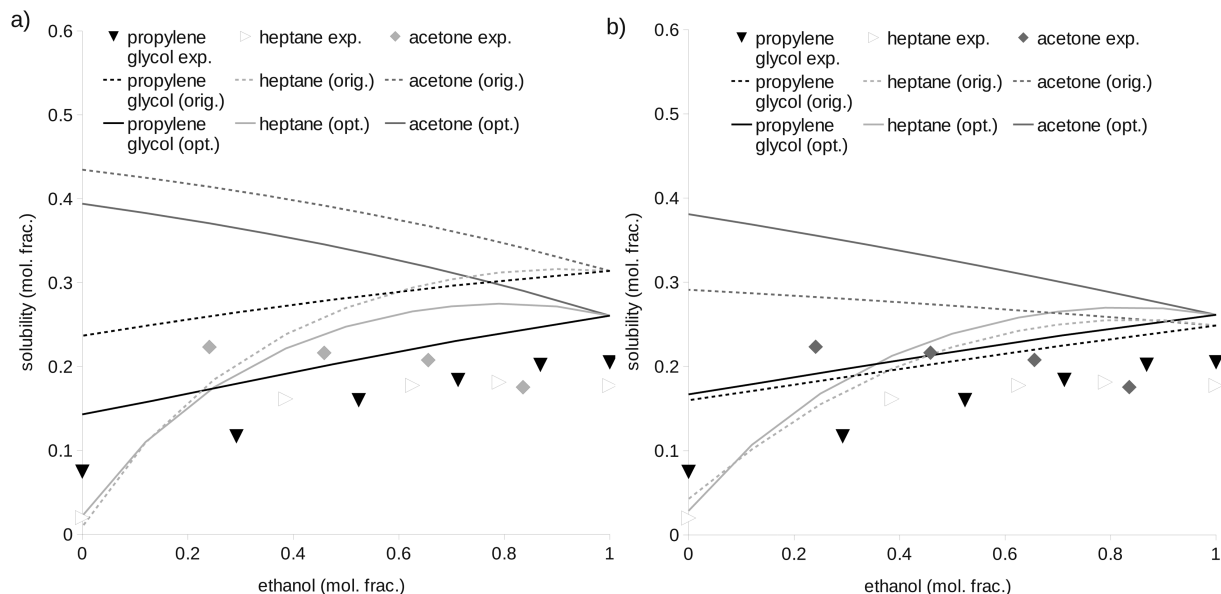 a)
0.6
0.5
0.4
0.3
0.2
0.1
0
solubility (mol. frac.)
propylene
glycol exp.
heptane exp.
acetone exp.
propylene
glycol (orig.)
heptane (orig.)
acetone (orig.)
propylene
glycol (opt.)
heptane (opt.)
acetone (opt.)
0
0.2
0.4
0.6
0.8
1
ethanol (mol. frac.)
b)
0.6
0.5
0.4
0.3
0.2
0.1
0
solubility (mol. frac.)
propylene
glycol exp.
heptane exp.
acetone exp.
propylene
glycol (orig.)
heptane (orig.)
acetone (orig.)
propylene
glycol (opt.)
heptane (opt.)
acetone (opt.)
0
0.2
0.4
0.6
0.8
1
ethanol (mol. frac.)